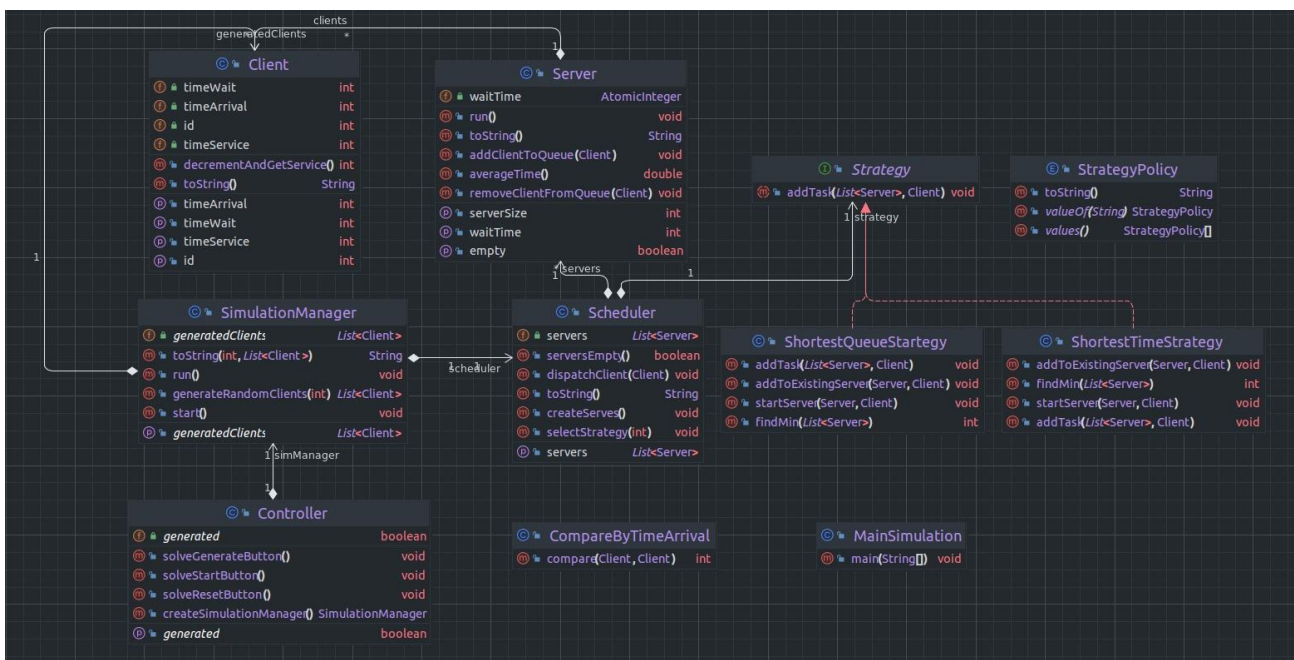 clients
generatedClients *
1
Client
timeWait int
timeArrival int
id int
timeService int
decrementAndGetService() int
toString() String
timeArrival int
timeWait int
timeService int
id int
1
Server
waitTime AtomicInteger
run() void
toString() String
addClientToQueue(Client) void
averageTime() double
removeClientFromQueue(Client) void
serverSize int
waitTime int
empty boolean
Strategy
addTask(List<Server>, Client) void
1 strategy
StrategyPolicy
toString() String
valueOf(String) StrategyPolicy
values() StrategyPolicy[]
* servers
1
1
SimulationManager
generatedClients List<Client>
toString(int, List<Client>) String
run() void
generateRandomClients(int) List<Client>
start() void
generatedClients List<Client>
scheduler
1
1
Scheduler
servers List<Server>
serversEmpty() boolean
dispatchClient(Client) void
toString() String
createServes() void
selectStrategy(int) void
servers List<Server>
ShortestQueueStartegy
addTask(List<Server>, Client) void
addToExistingServer(Server, Client) void
startServer(Server, Client) void
findMin(List<Server>) int
ShortestTimeStrategy
addToExistingServer(Server, Client) void
findMin(List<Server>) int
startServer(Server, Client) void
addTask(List<Server>, Client) void
1 simManager
1
Controller
generated boolean
solveGenerateButton() void
solveStartButton() void
solveResetButton() void
createSimulationManager() SimulationManager
generated boolean
CompareByTimeArrival
compare(Client, Client) int
MainSimulation
main(String[]) void